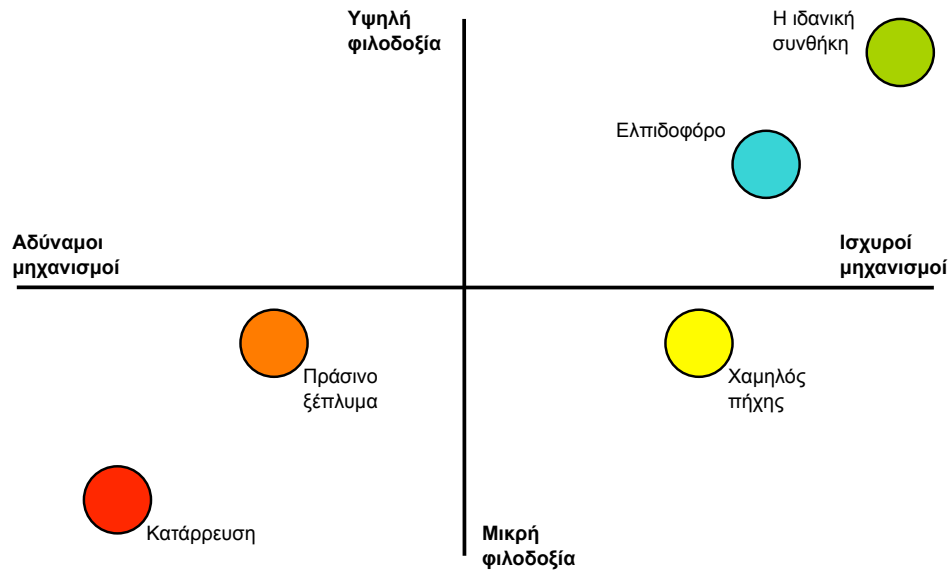 Υψηλή
φιλοδοξία
Η ιδανική
συνθήκη
Ελπιδοφόρο
Αδύναμοι
μηχανισμοί
Ισχυροί
μηχανισμοί
Πράσινο
ξέπλυμα
Χαμηλός
πήχης
Κατάρρευση
Μικρή
φιλοδοξία